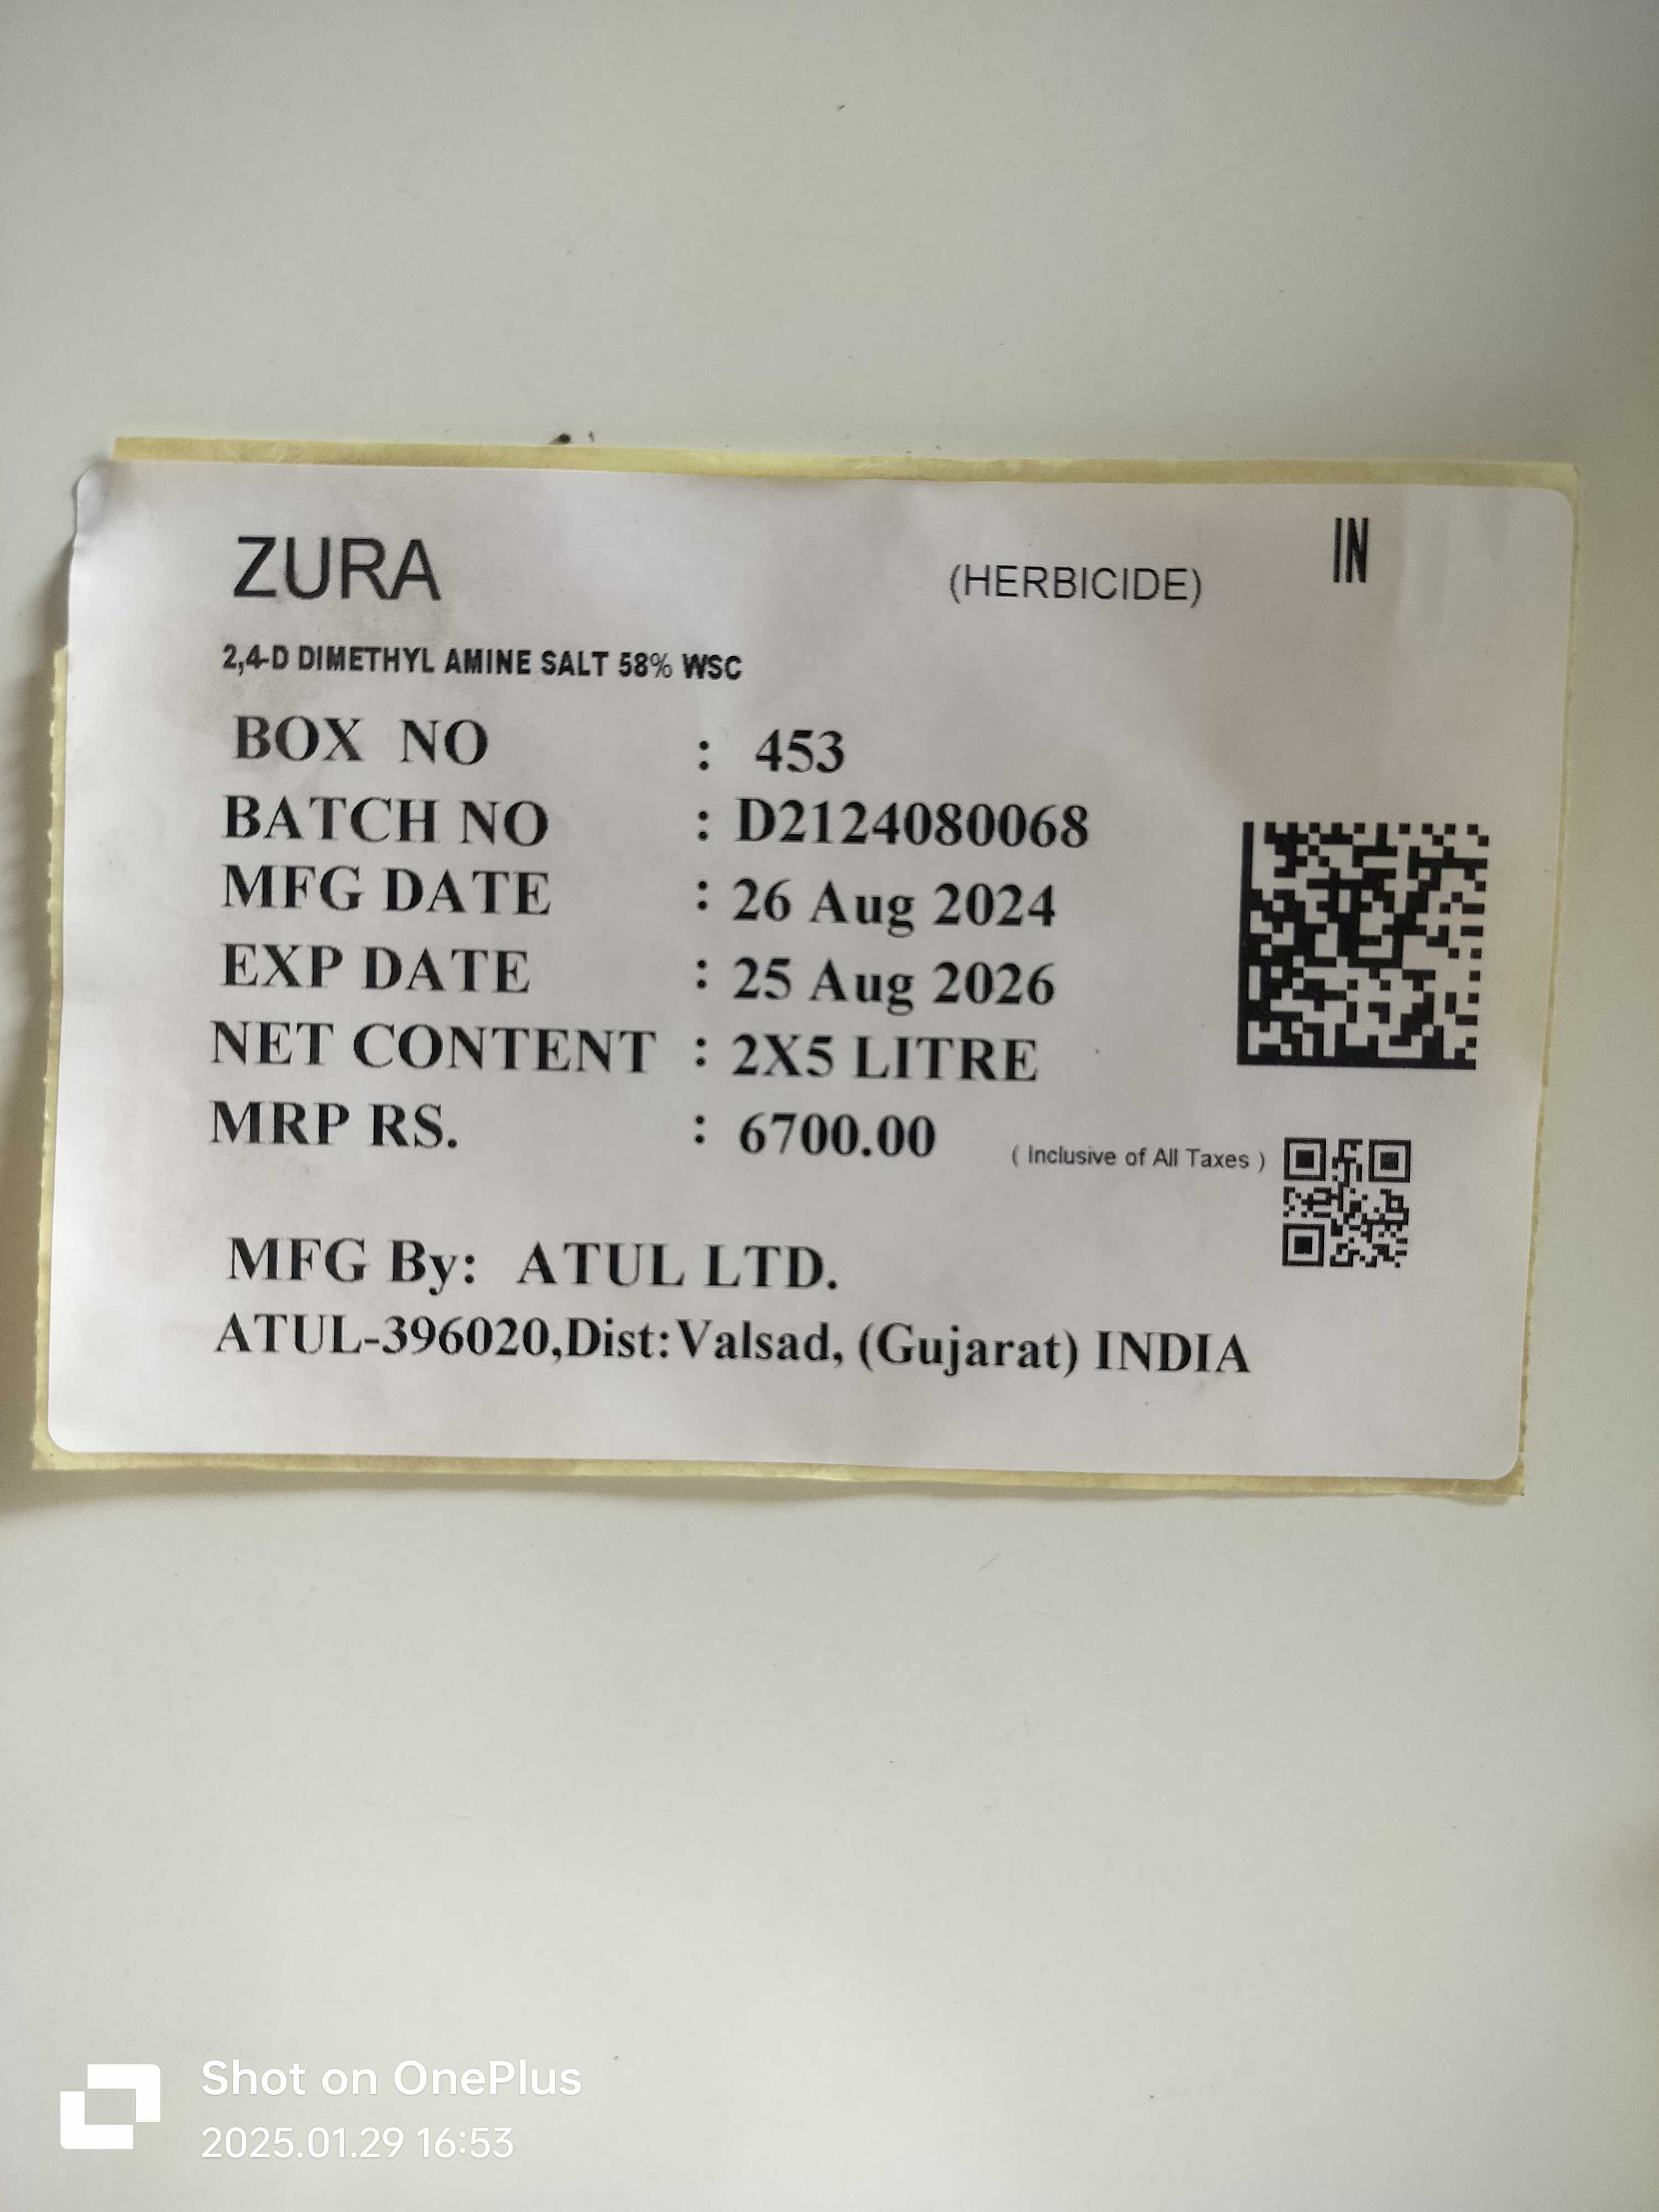 ZURA (HERBICIDE) IN
2,4-D DIMETHYL AMINE SALT 58% WSC
BOX NO : 453
BATCH NO : D2124080068
MFG DATE : 26 Aug 2024
EXP DATE : 25 Aug 2026
NET CONTENT : 2X5 LITRE
MRP RS. : 6700.00 ( Inclusive of All Taxes )
MFG By: ATUL LTD.
ATUL-396020,Dist:Valsad, (Gujarat) INDIA
Shot on OnePlus
2025.01.29 16:53